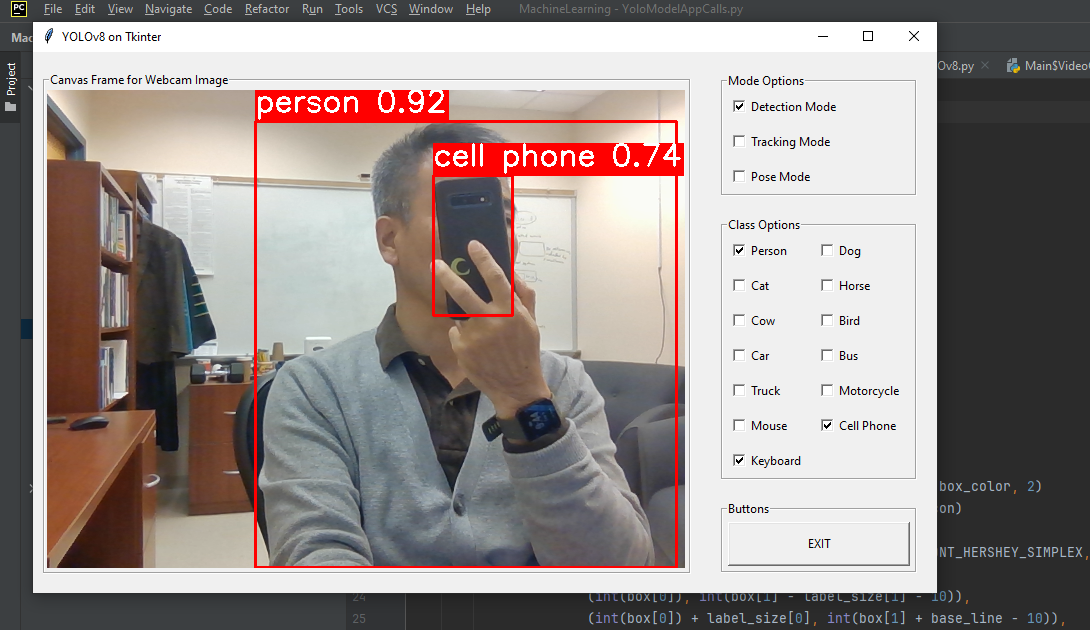 PC File Edit View Navigate Code Refactor Run Tools VCS Window Help MachineLearning - YoloModelAppCalls.py
Mac
YOLOv8 on Tkinter
Ov8.py Main$Video
Project
Canvas Frame for Webcam Image
person 0.92
cell phone 0.74
Mode Options
Detection Mode
Tracking Mode
Pose Mode
Class Options
Person Dog
Cat Horse
Cow Bird
Car Bus
Truck Motorcycle
Mouse Cell Phone
Keyboard
Buttons
EXIT
box_color, 2)
on)
NT_HERSHEY_SIMPLEX,
24 (int(box[0]), int(box[1] - label_size[1] - 10)),
25 (int(box[0]) + label_size[0], int(box[1] + base_line - 10)),